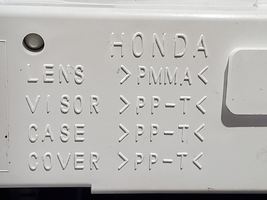 HONDA
LENS >PMMA<
VISOR >PP-T<
CASE >PP-T<
COVER >PP-T<